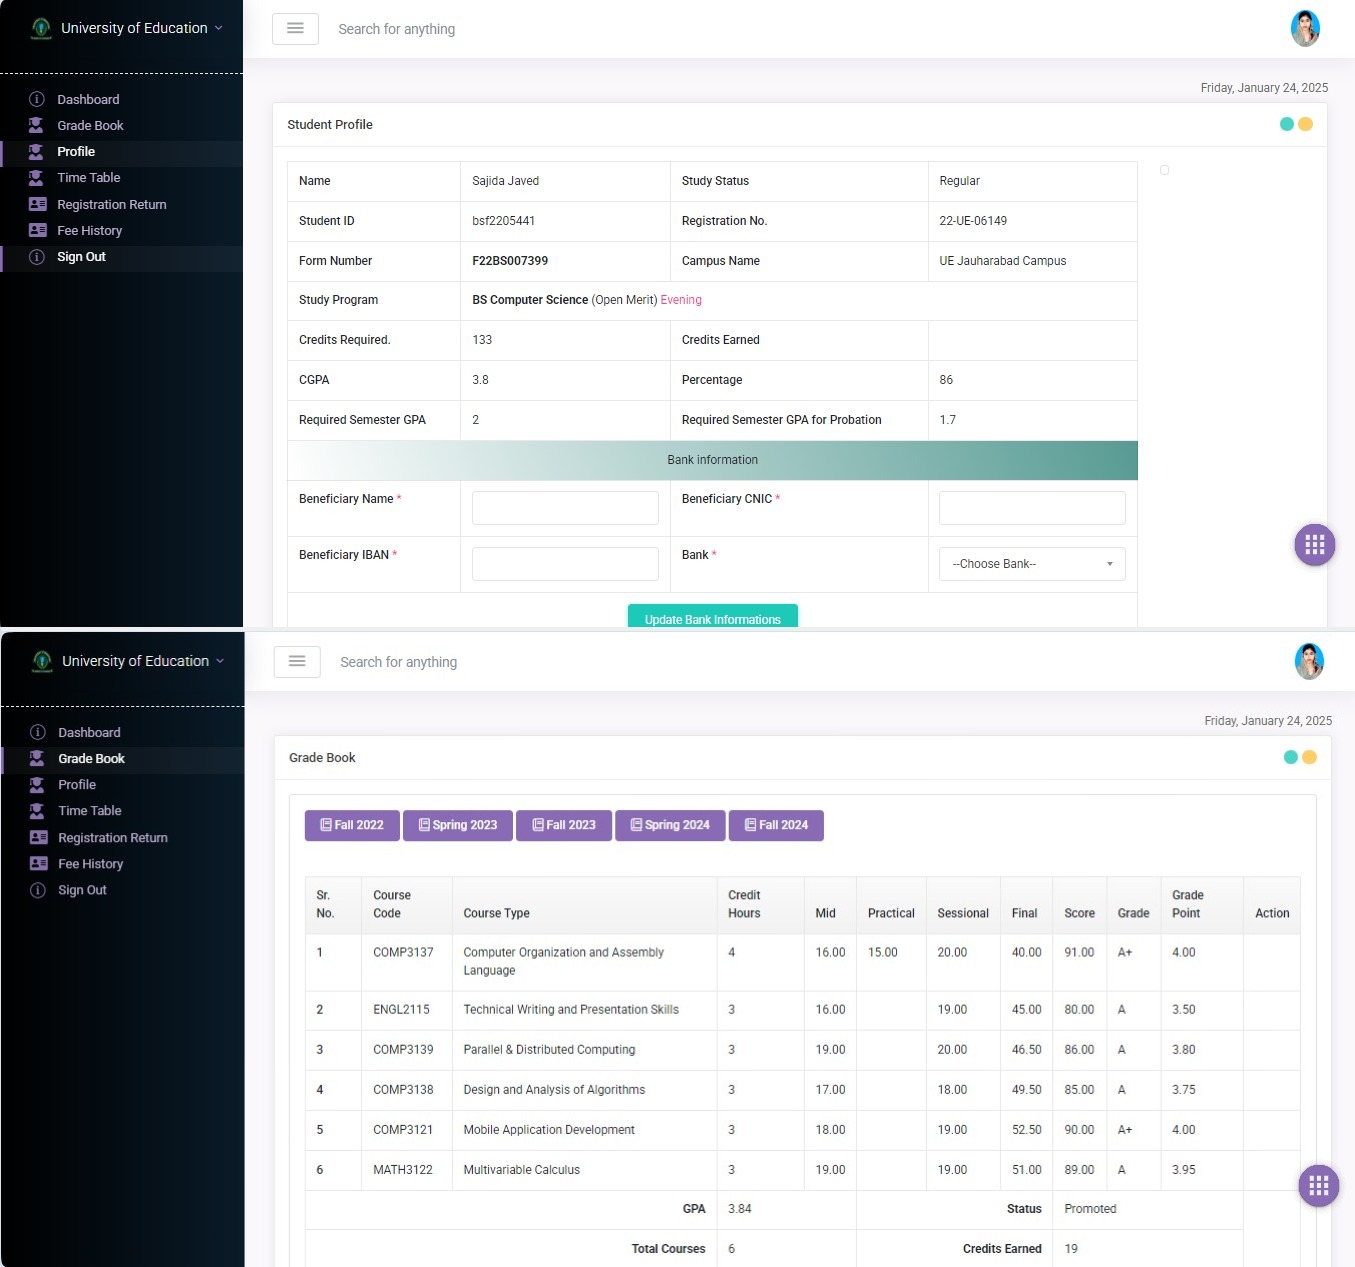 University of Education
Search for anything
Friday, January 24, 2025
Dashboard
Grade Book
Profile
Time Table
Registration Return
Fee History
Sign Out
Student Profile
Name Sajida Javed Study Status Regular
Student ID bsf2205441 Registration No. 22-UE-06149
Form Number F22BS007399 Campus Name UE Jauharabad Campus
Study Program BS Computer Science (Open Merit) Evening
Credits Required. 133 Credits Earned
CGPA 3.8 Percentage 86
Required Semester GPA 2 Required Semester GPA for Probation 1.7
Bank information
Beneficiary Name * Beneficiary CNIC *
Beneficiary IBAN * Bank * --Choose Bank--
Update Bank Informations
University of Education
Search for anything
Friday, January 24, 2025
Dashboard
Grade Book
Profile
Time Table
Registration Return
Fee History
Sign Out
Grade Book
Fall 2022 Spring 2023 Fall 2023 Spring 2024 Fall 2024
Sr. No. Course Code Course Type Credit Hours Mid Practical Sessional Final Score Grade Grade Point Action
1 COMP3137 Computer Organization and Assembly Language 4 16.00 15.00 20.00 40.00 91.00 A+ 4.00
2 ENGL2115 Technical Writing and Presentation Skills 3 16.00 19.00 45.00 80.00 A 3.50
3 COMP3139 Parallel & Distributed Computing 3 19.00 20.00 46.50 86.00 A 3.80
4 COMP3138 Design and Analysis of Algorithms 3 17.00 18.00 49.50 85.00 A 3.75
5 COMP3121 Mobile Application Development 3 18.00 19.00 52.50 90.00 A+ 4.00
6 MATH3122 Multivariable Calculus 3 19.00 19.00 51.00 89.00 A 3.95
GPA 3.84 Status Promoted
Total Courses 6 Credits Earned 19